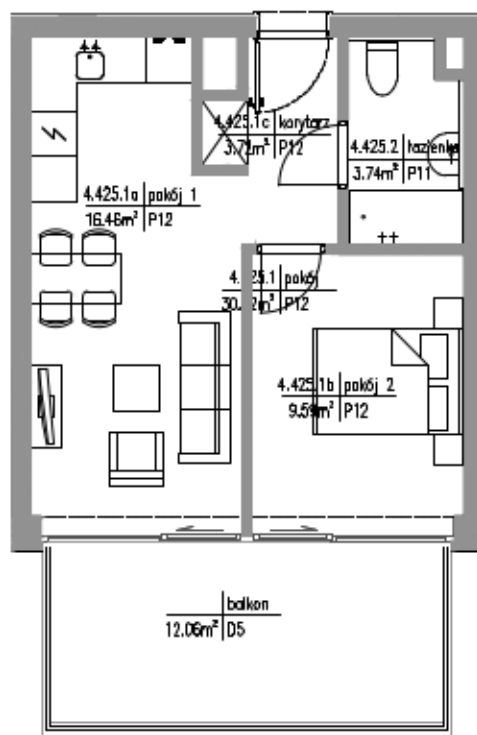 4.425.1c korytarz
3.72m² P12
4.425.2 łazienka
3.74m² P11
4.425.1a pokój 1
16.46m² P12
4.425.1 pokój
P12
4.425.1b pokój 2
9.59m² P12
balkon
12.06m² D5